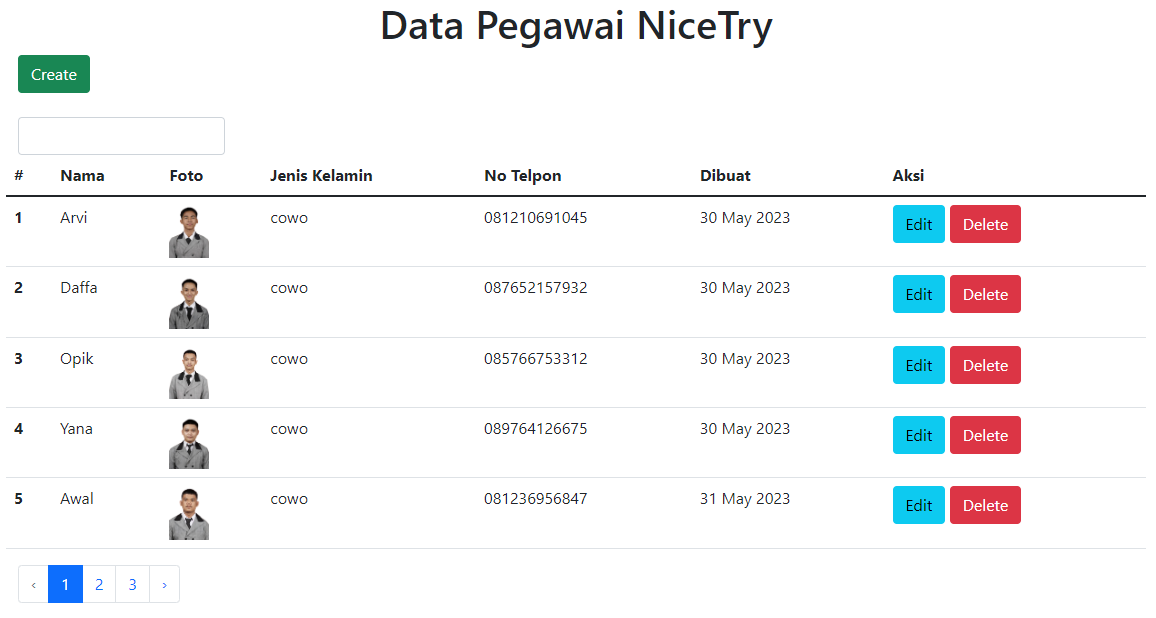 Data Pegawai NiceTry
Create
# Nama Foto Jenis Kelamin No Telpon Dibuat Aksi
1 Arvi cowo 081210691045 30 May 2023 Edit Delete
2 Daffa cowo 087652157932 30 May 2023 Edit Delete
3 Opik cowo 085766753312 30 May 2023 Edit Delete
4 Yana cowo 089764126675 30 May 2023 Edit Delete
5 Awal cowo 081236956847 31 May 2023 Edit Delete
‹ 1 2 3 ›